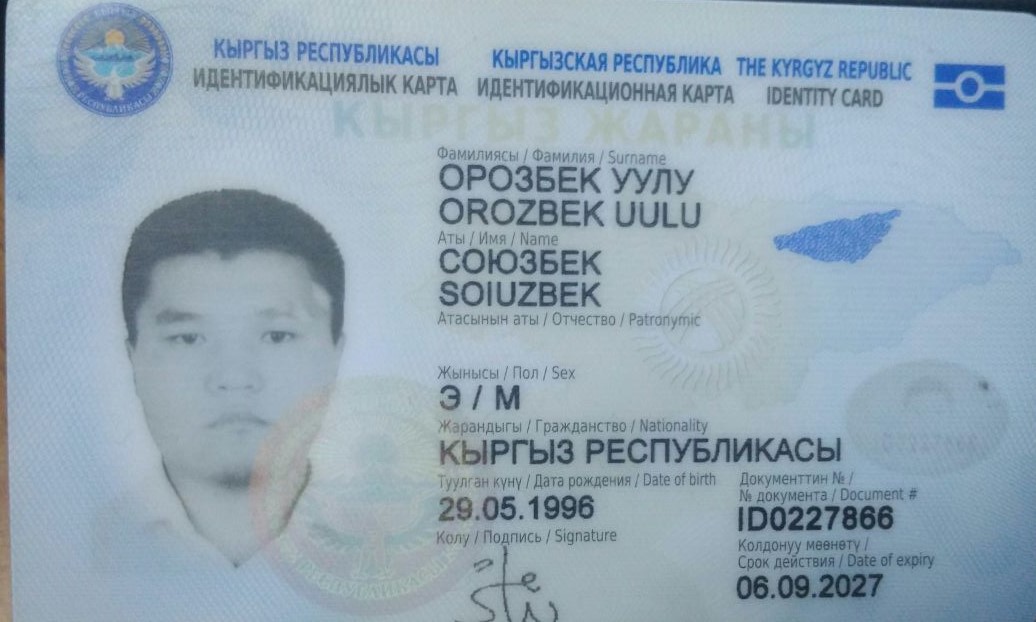 КЫРГЫЗ РЕСПУБЛИКАСЫ КЫРГЫЗСКАЯ РЕСПУБЛИКА THE KYRGYZ REPUBLIC
ИДЕНТИФИКАЦИЯЛЫК КАРТА ИДЕНТИФИКАЦИОННАЯ КАРТА IDENTITY CARD
КЫРГЫЗ ЖАРАНЫ
Фамилиясы / Фамилия / Surname
ОРОЗБЕК УУЛУ
OROZBEK UULU
Аты / Имя / Name
СОЮЗБЕК
SOIUZBEK
Атасынын аты / Отчество / Patronymic
Жынысы / Пол / Sex
Э / М
Жарандыгы / Гражданство / Nationality
КЫРГЫЗ РЕСПУБЛИКАСЫ
Туулган күнү / Дата рождения / Date of birth
29.05.1996
Документтин № /
№ документа / Document #
ID0227866
Колу / Подпись / Signature
Колдонуу мөөнөтү /
Срок действия / Date of expiry
06.09.2027